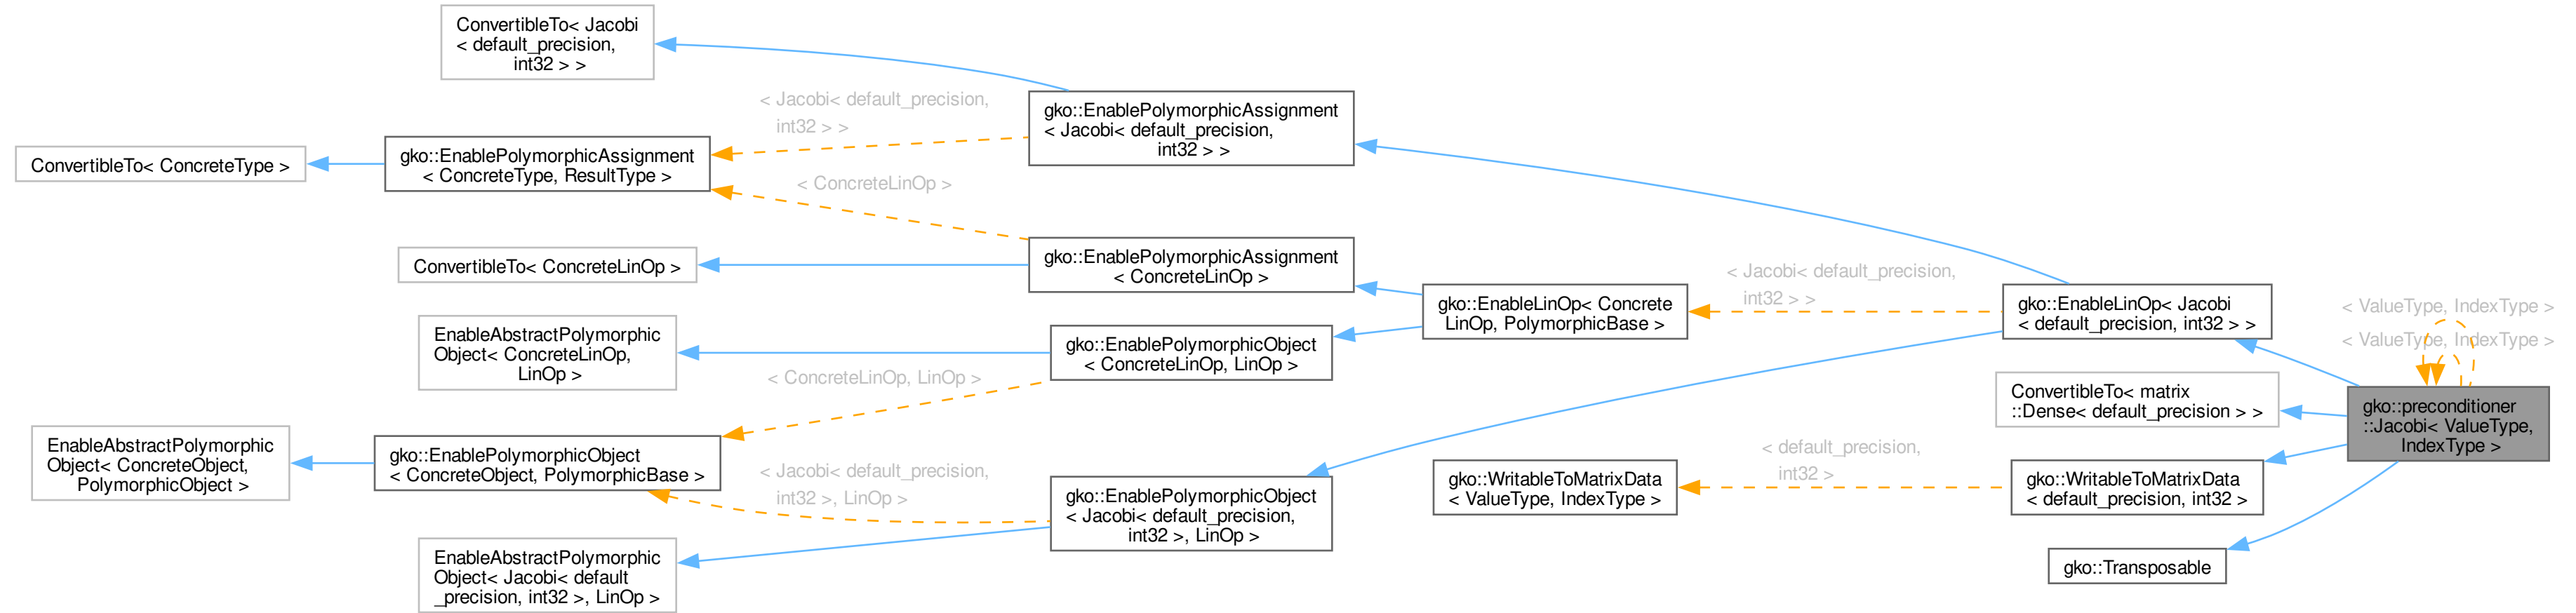 ConvertibleTo< Jacobi
< default_precision,
int32 > >
ConvertibleTo< ConcreteType >
gko::EnablePolymorphicAssignment
< ConcreteType, ResultType >
< Jacobi< default_precision,
int32 > >
< ConcreteLinOp >
gko::EnablePolymorphicAssignment
< Jacobi< default_precision,
int32 > >
ConvertibleTo< ConcreteLinOp >
gko::EnablePolymorphicAssignment
< ConcreteLinOp >
EnableAbstractPolymorphic
Object< ConcreteLinOp,
LinOp >
gko::EnablePolymorphicObject
< ConcreteLinOp, LinOp >
< ConcreteLinOp, LinOp >
gko::EnableLinOp< Concrete
LinOp, PolymorphicBase >
< Jacobi< default_precision,
int32 > >
gko::EnableLinOp< Jacobi
< default_precision, int32 > >
< ValueType, IndexType >
< ValueType, IndexType >
ConvertibleTo< matrix
::Dense< default_precision > >
gko::preconditioner
::Jacobi< ValueType,
IndexType >
EnableAbstractPolymorphic
Object< ConcreteObject,
PolymorphicObject >
gko::EnablePolymorphicObject
< ConcreteObject, PolymorphicBase >
< Jacobi< default_precision,
int32 >, LinOp >
gko::EnablePolymorphicObject
< Jacobi< default_precision,
int32 >, LinOp >
gko::WritableToMatrixData
< ValueType, IndexType >
< default_precision,
int32 >
gko::WritableToMatrixData
< default_precision, int32 >
EnableAbstractPolymorphic
Object< Jacobi< default
_precision, int32 >, LinOp >
gko::Transposable